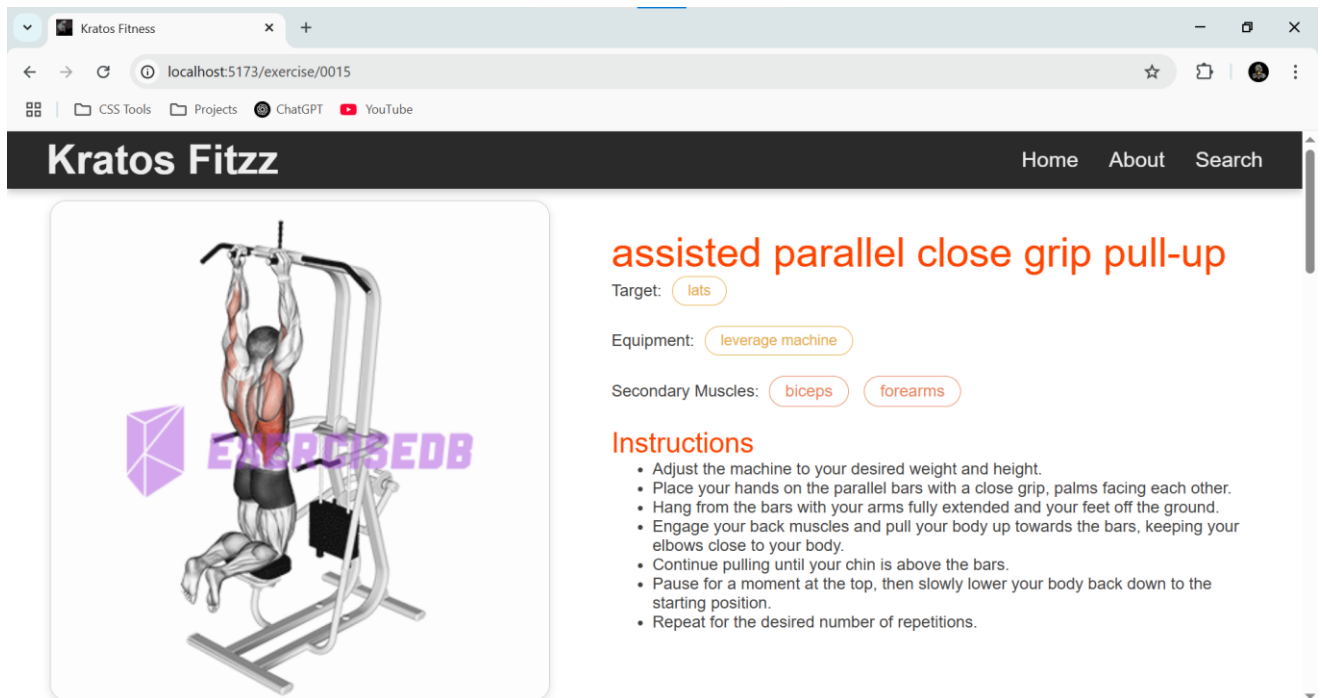 Kratos Fitness
localhost:5173/exercise/0015
CSS Tools Projects ChatGPT YouTube
Kratos Fitzz Home About Search
assisted parallel close grip pull-up
Target: lats
Equipment: leverage machine
Secondary Muscles: biceps forearms
EXERCISEDB
Instructions
• Adjust the machine to your desired weight and height.
• Place your hands on the parallel bars with a close grip, palms facing each other.
• Hang from the bars with your arms fully extended and your feet off the ground.
• Engage your back muscles and pull your body up towards the bars, keeping your
elbows close to your body.
• Continue pulling until your chin is above the bars.
• Pause for a moment at the top, then slowly lower your body back down to the
starting position.
• Repeat for the desired number of repetitions.